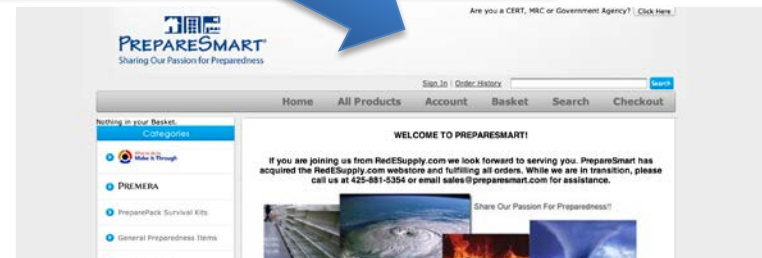 Are you a CERT, MRC or Government Agency? Click Here
PREPARESMART
Sharing Our Passion for Preparedness
Sign In | Order History Search
Home All Products Account Basket Search Checkout
Nothing in your Basket.
Categories
WELCOME TO PREPARESMART!
Make It Through
If you are joining us from RedESupply.com we look forward to serving you. PrepareSmart has
acquired the RedESupply.com webstore and fulfilling all orders. While we are in transition, please
call us at 425-881-5354 or email sales@preparesmart.com for assistance.
PREMERA
PreparePack Survival Kits
Share Our Passion For Preparedness!!
General Preparedness Items